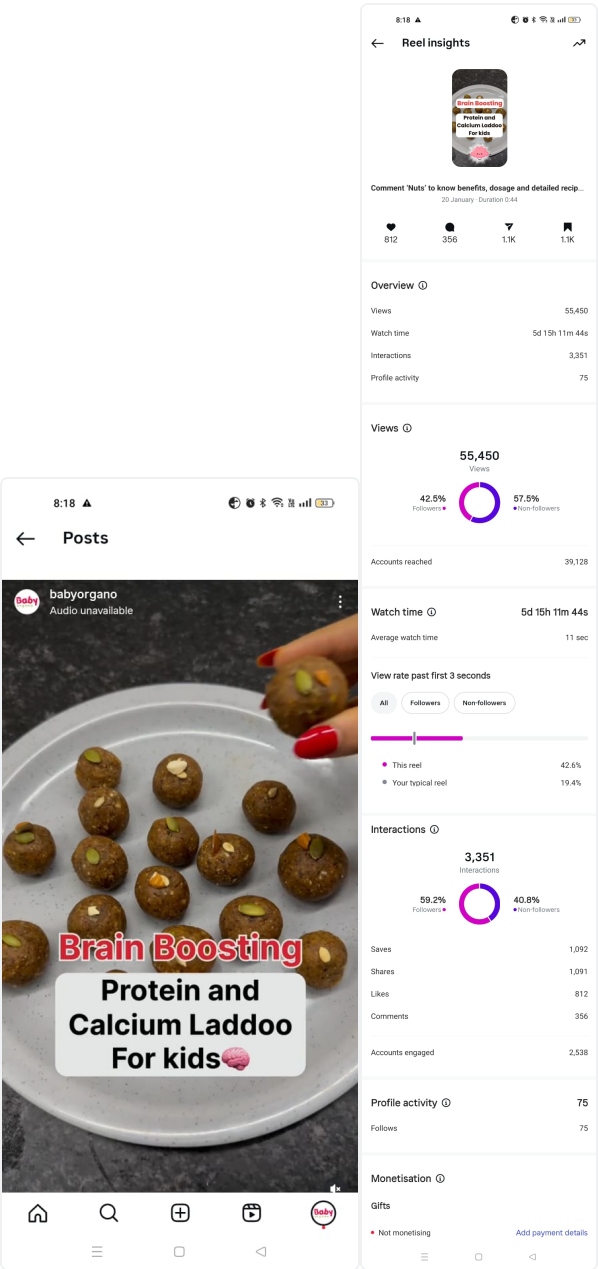 8:18
33
Posts
Baby
babyorgano
Audio unavailable
Brain Boosting
Protein and
Calcium Laddoo
For kids
Baby
8:18
33
Reel insights
Brain Boosting
Protein and
Calcium Laddoo
For kids
Comment 'Nuts' to know benefits, dosage and detailed recip...
20 January · Duration 0:44
812 356 1.1K 1.1K
Overview
Views 55,450
Watch time 5d 15h 11m 44s
Interactions 3,351
Profile activity 75
Views
55,450
Views
42.5% 57.5%
Followers Non-followers
Accounts reached 39,128
Watch time 5d 15h 11m 44s
Average watch time 11 sec
View rate past first 3 seconds
All Followers Non-followers
This reel 42.6%
Your typical reel 19.4%
Interactions
3,351
Interactions
59.2% 40.8%
Followers Non-followers
Saves 1,092
Shares 1,091
Likes 812
Comments 356
Accounts engaged 2,538
Profile activity 75
Follows 75
Monetisation
Gifts
Not monetising Add payment details